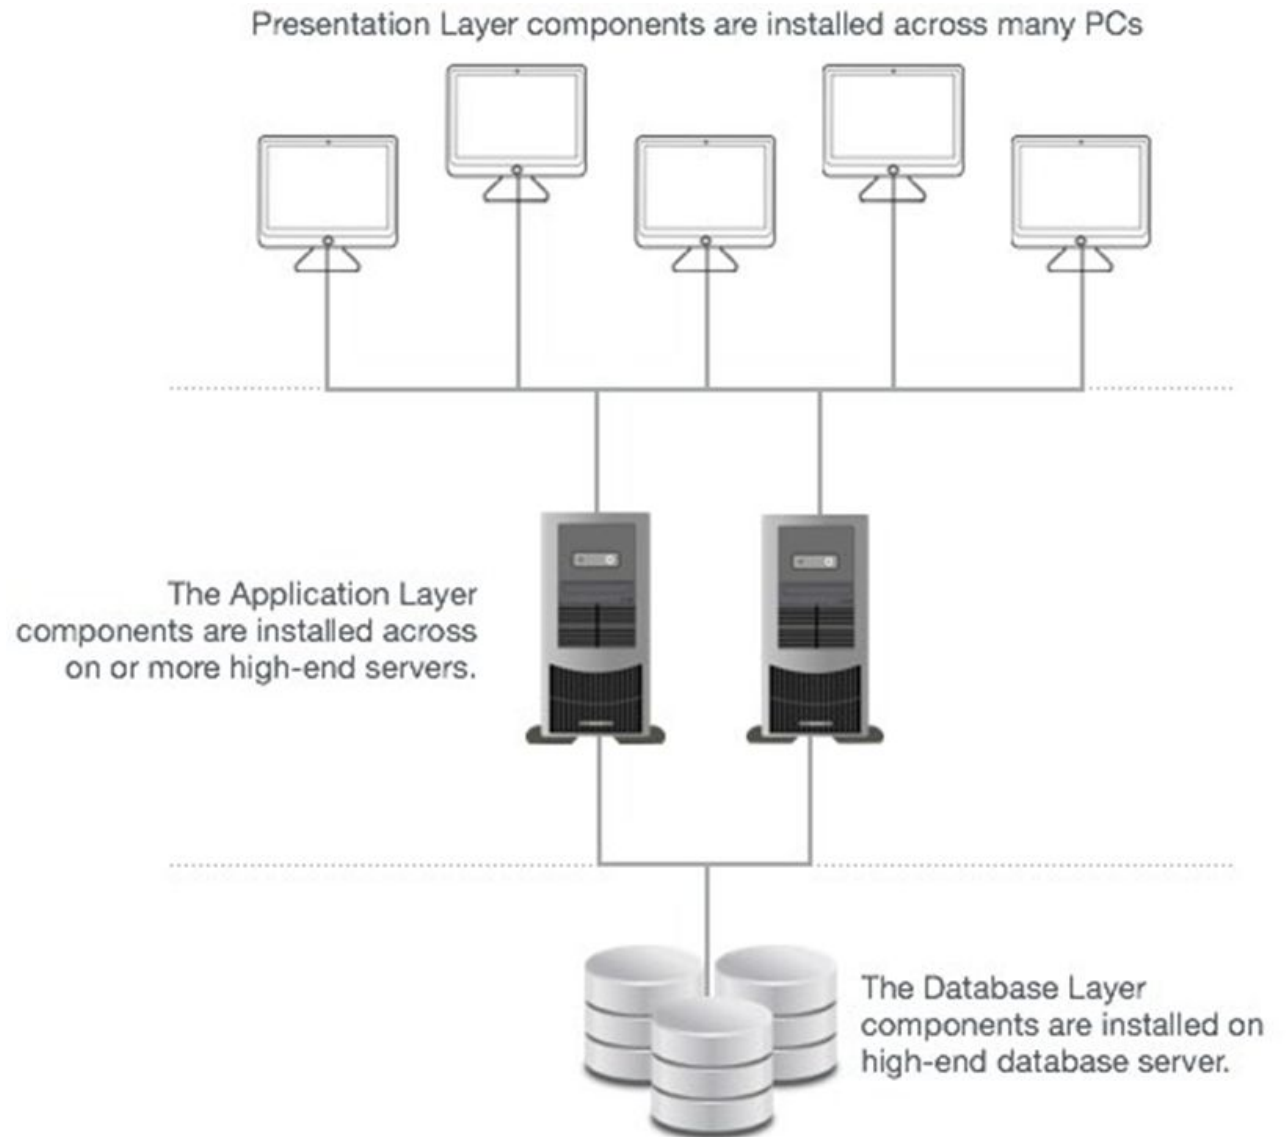 Presentation Layer components are installed across many PCs
The Application Layer
components are installed across
on or more high-end servers.
The Database Layer
components are installed on
high-end database server.